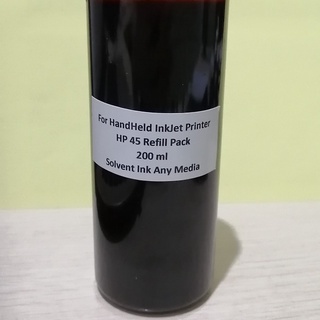 For HandHeld InkJet Printer
HP 45 Refill Pack
200 ml
Solvent Ink Any Media